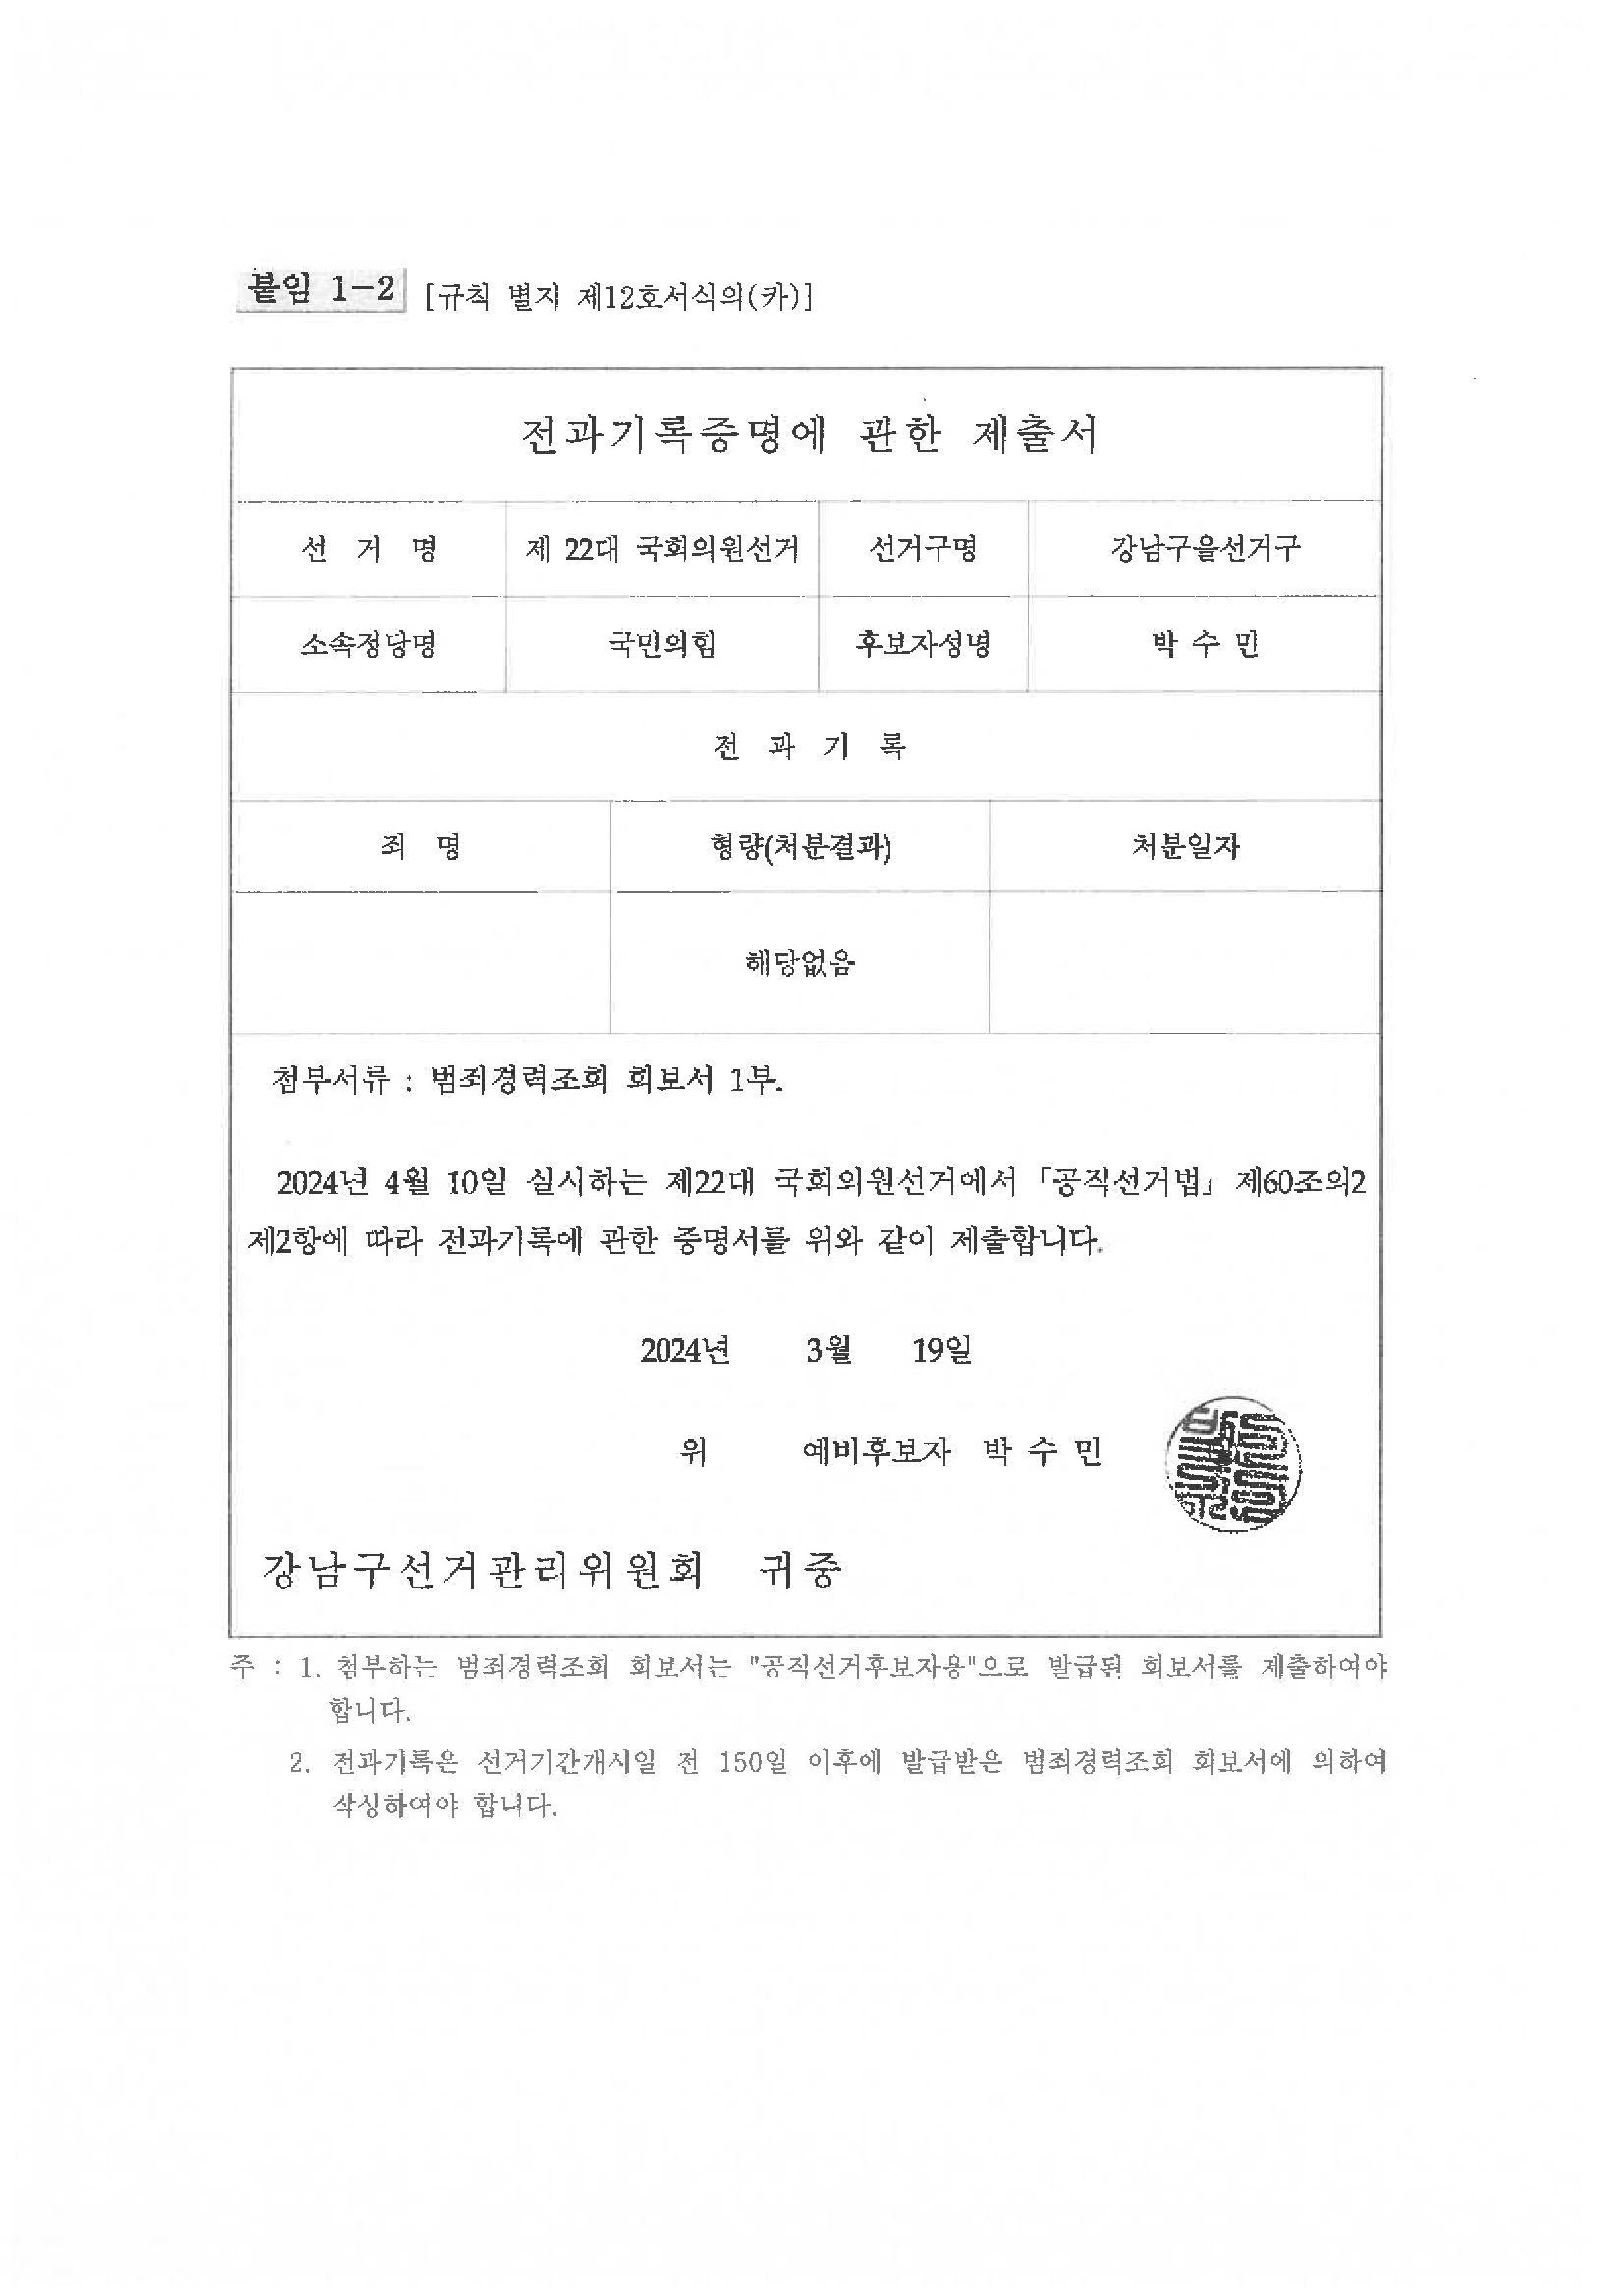 붙임 1-2 [규칙 별지 제12호서식의(카)]
전과기록증명에 관한 제출서
선 거 명 제 22대 국회의원선거 선거구명 강남구을선거구
소속정당명 국민의힘 후보자성명 박 수 민
전 과 기 록
죄 명 형량(처분결과) 처분일자
해당없음
첨부서류 : 범죄경력조회 회보서 1부.
2024년 4월 10일 실시하는 제22대 국회의원선거에서 「공직선거법」 제60조의2
제2항에 따라 전과기록에 관한 증명서를 위와 같이 제출합니다.
2024년 3월 19일
위 예비후보자 박 수 민
강남구선거관리위원회 귀중
주 : 1. 첨부하는 범죄경력조회 회보서는 "공직선거후보자용"으로 발급된 회보서를 제출하여야
합니다.
2. 전과기록은 선거기간개시일 전 150일 이후에 발급받은 범죄경력조회 회보서에 의하여
작성하여야 합니다.